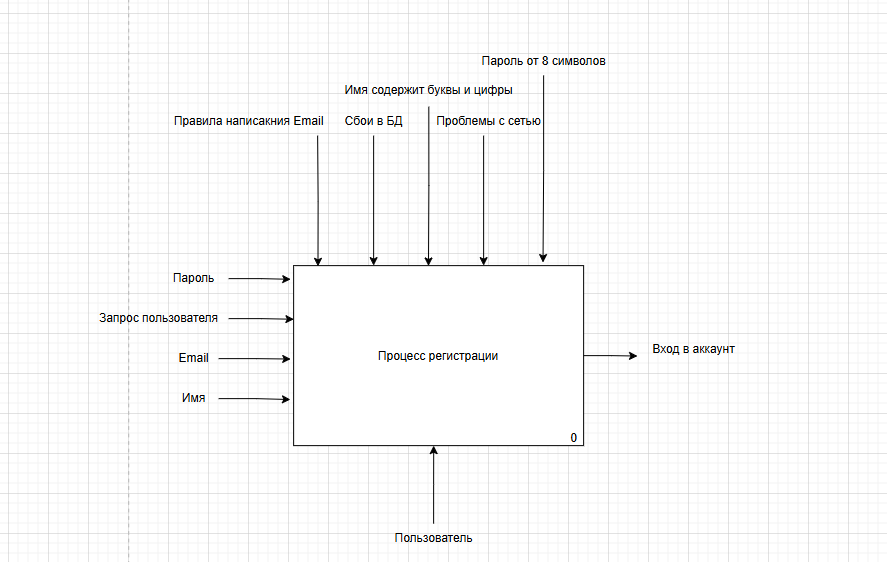 Пароль от 8 символов
Имя содержит буквы и цифры
Правила написакния Email
Сбои в БД
Проблемы с сетью
Пароль
Запрос пользователя
Email
Имя
Процесс регистрации
0
Вход в аккаунт
Пользователь